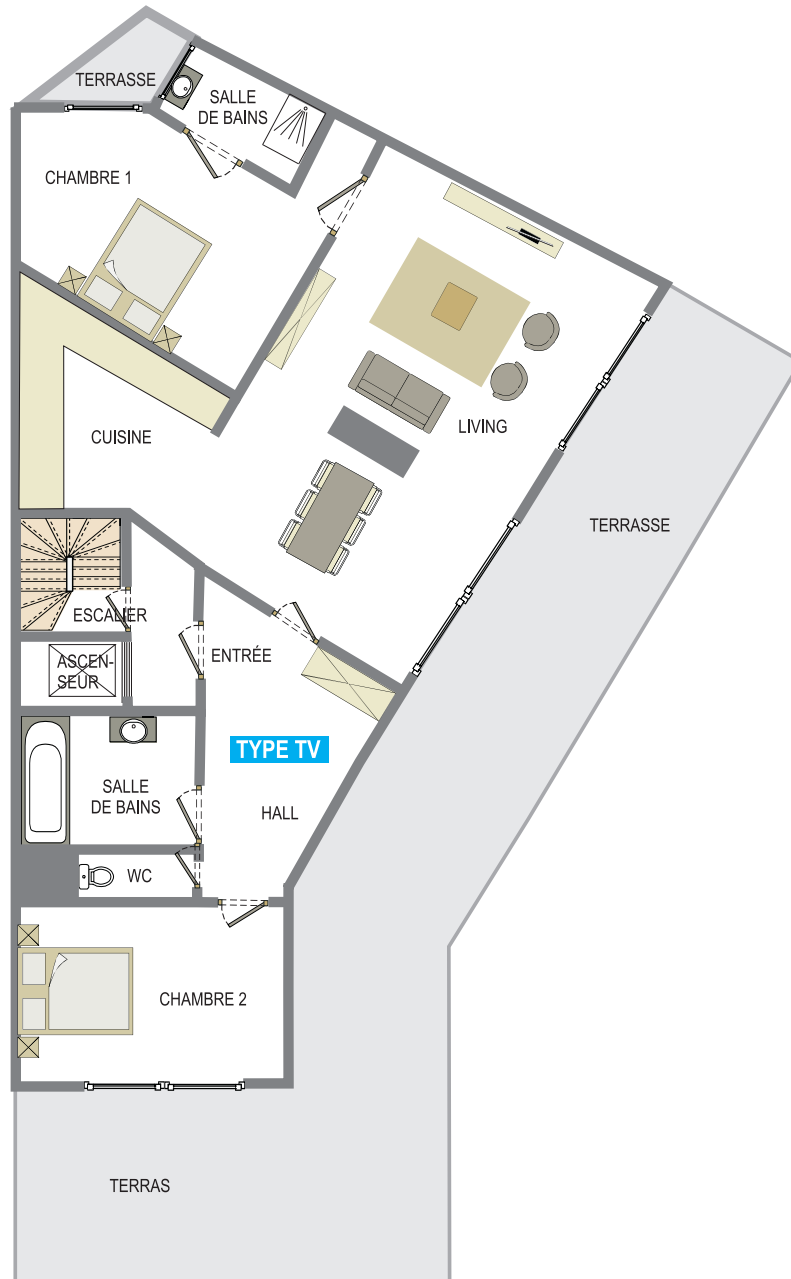 TERRASSE
SALLE
DE BAINS
CHAMBRE 1
CUISINE
LIVING
TERRASSE
ESCALIER
ENTRÉE
ASCEN-
SEUR
TYPE TV
SALLE
DE BAINS
HALL
WC
CHAMBRE 2
TERRAS